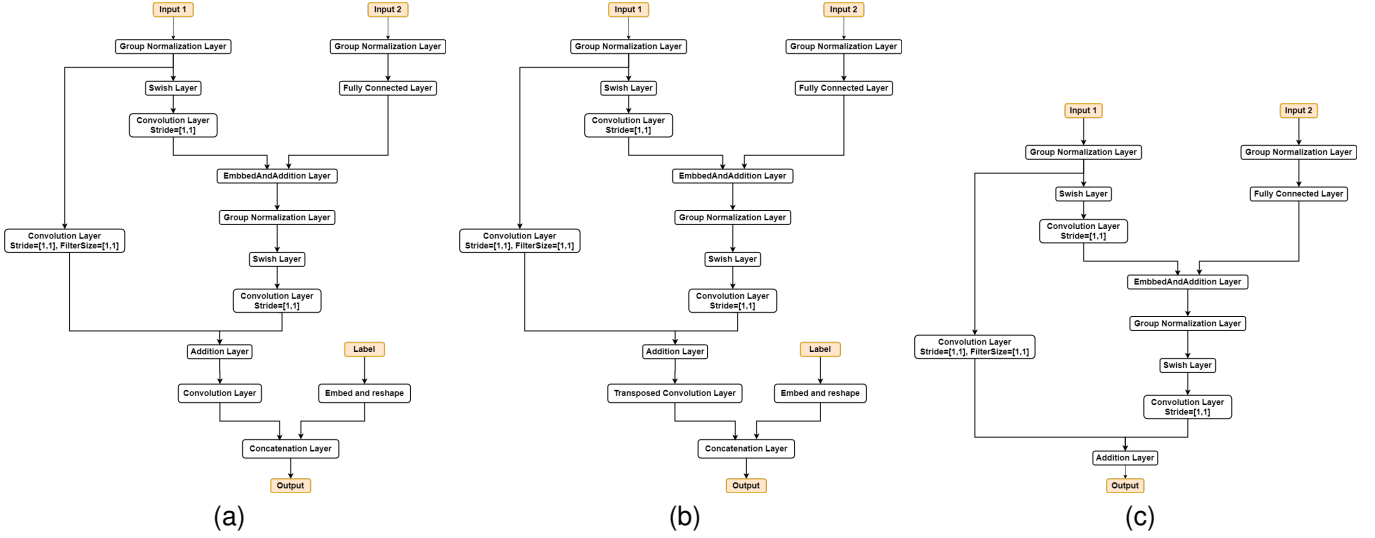 Input 1
Input 2
Group Normalization Layer
Group Normalization Layer
Swish Layer
Fully Connected Layer
Convolution Layer
Stride=[1,1]
EmbbedAndAddition Layer
Group Normalization Layer
Convolution Layer
Stride=[1,1], FilterSize=[1,1]
Swish Layer
Convolution Layer
Stride=[1,1]
Addition Layer
Label
Convolution Layer
Embed and reshape
Concatenation Layer
Output
(a)
Input 1
Input 2
Group Normalization Layer
Group Normalization Layer
Swish Layer
Fully Connected Layer
Convolution Layer
Stride=[1,1]
EmbbedAndAddition Layer
Group Normalization Layer
Convolution Layer
Stride=[1,1], FilterSize=[1,1]
Swish Layer
Convolution Layer
Stride=[1,1]
Addition Layer
Label
Transposed Convolution Layer
Embed and reshape
Concatenation Layer
Output
(b)
Input 1
Input 2
Group Normalization Layer
Group Normalization Layer
Swish Layer
Fully Connected Layer
Convolution Layer
Stride=[1,1]
EmbbedAndAddition Layer
Group Normalization Layer
Convolution Layer
Stride=[1,1], FilterSize=[1,1]
Swish Layer
Convolution Layer
Stride=[1,1]
Addition Layer
Output
(c)